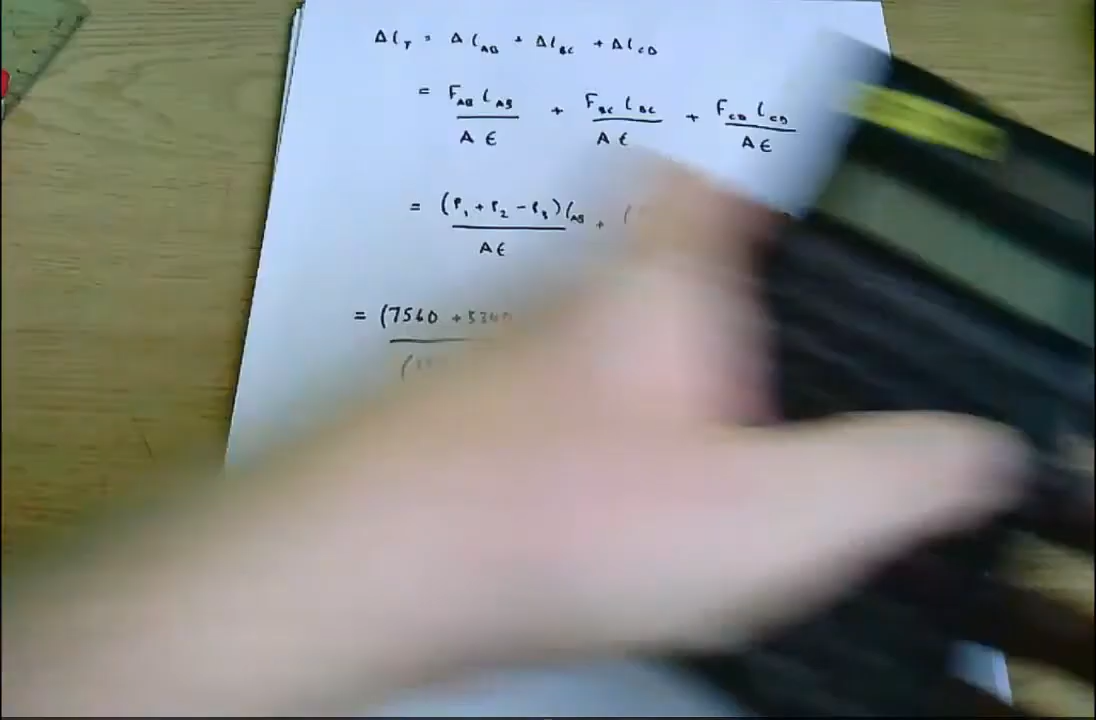 Δl_T = Δl_AB + Δl_BC + Δl_CD
= F_AB l_AB / AE + F_BC l_BC / AE + F_CD l_CD / AE
= (P_1 + P_2 - P_3) l_AB / AE + (
= (7560 +